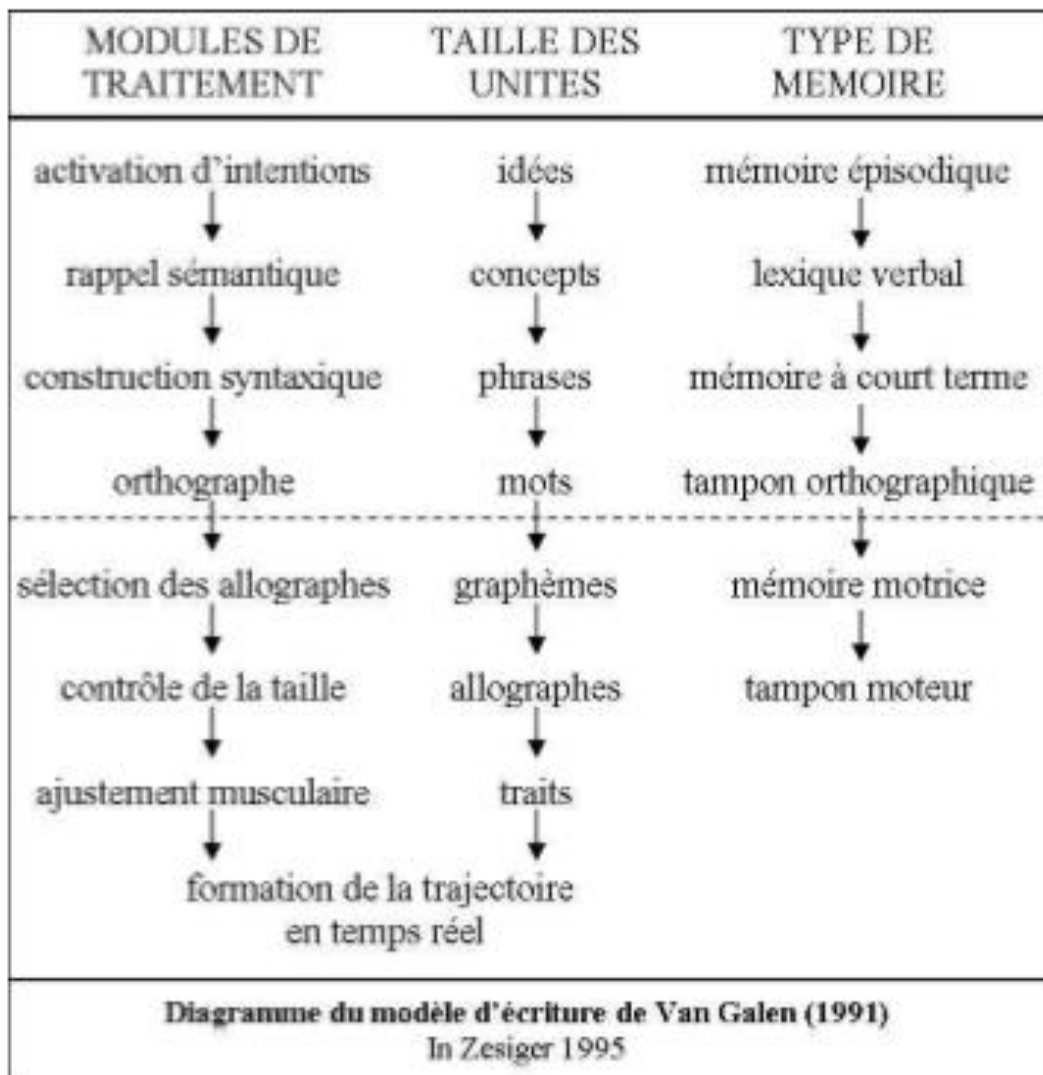 MODULES DE TRAITEMENT TAILLE DES UNITES TYPE DE MEMOIRE
activation d'intentions idées mémoire épisodique
rappel sémantique concepts lexique verbal
construction syntaxique phrases mémoire à court terme
orthographe mots tampon orthographique
sélection des allographes graphèmes mémoire motrice
contrôle de la taille allographes tampon moteur
ajustement musculaire traits
formation de la trajectoire
en temps réel
Diagramme du modèle d'écriture de Van Galen (1991)
In Zesiger 1995